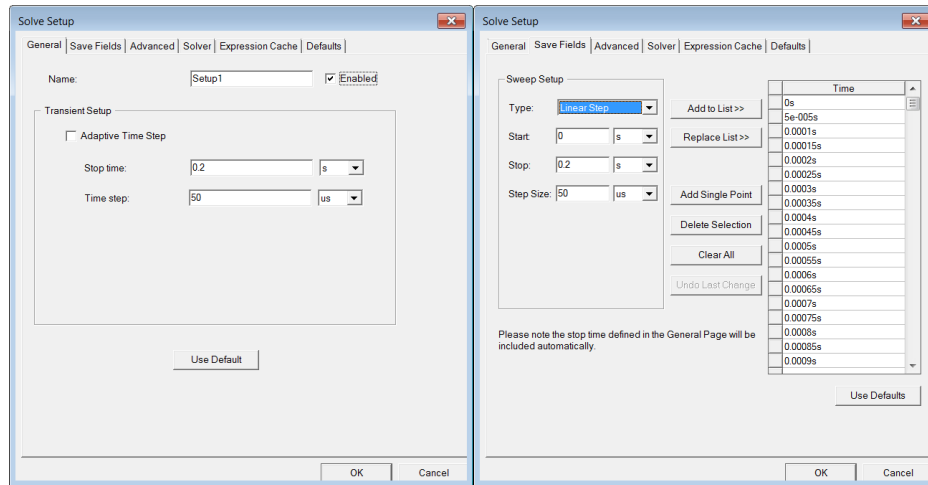 Solve Setup
General Save Fields Advanced Solver Expression Cache Defaults
Name: Setup1 Enabled
Transient Setup
Adaptive Time Step
Stop time: 0.2 s
Time step: 50 us
Use Default
OK Cancel
Solve Setup
General Save Fields Advanced Solver Expression Cache Defaults
Sweep Setup
Type: Linear Step
Start: 0 s
Stop: 0.2 s
Step Size: 50 us
Add to List >>
Replace List >>
Add Single Point
Delete Selection
Clear All
Undo Last Change
Time
0s
5e-005s
0.0001s
0.00015s
0.0002s
0.00025s
0.0003s
0.00035s
0.0004s
0.00045s
0.0005s
0.00055s
0.0006s
0.00065s
0.0007s
0.00075s
0.0008s
0.00085s
0.0009s
Please note the stop time defined in the General Page will be
included automatically.
Use Defaults
OK Cancel